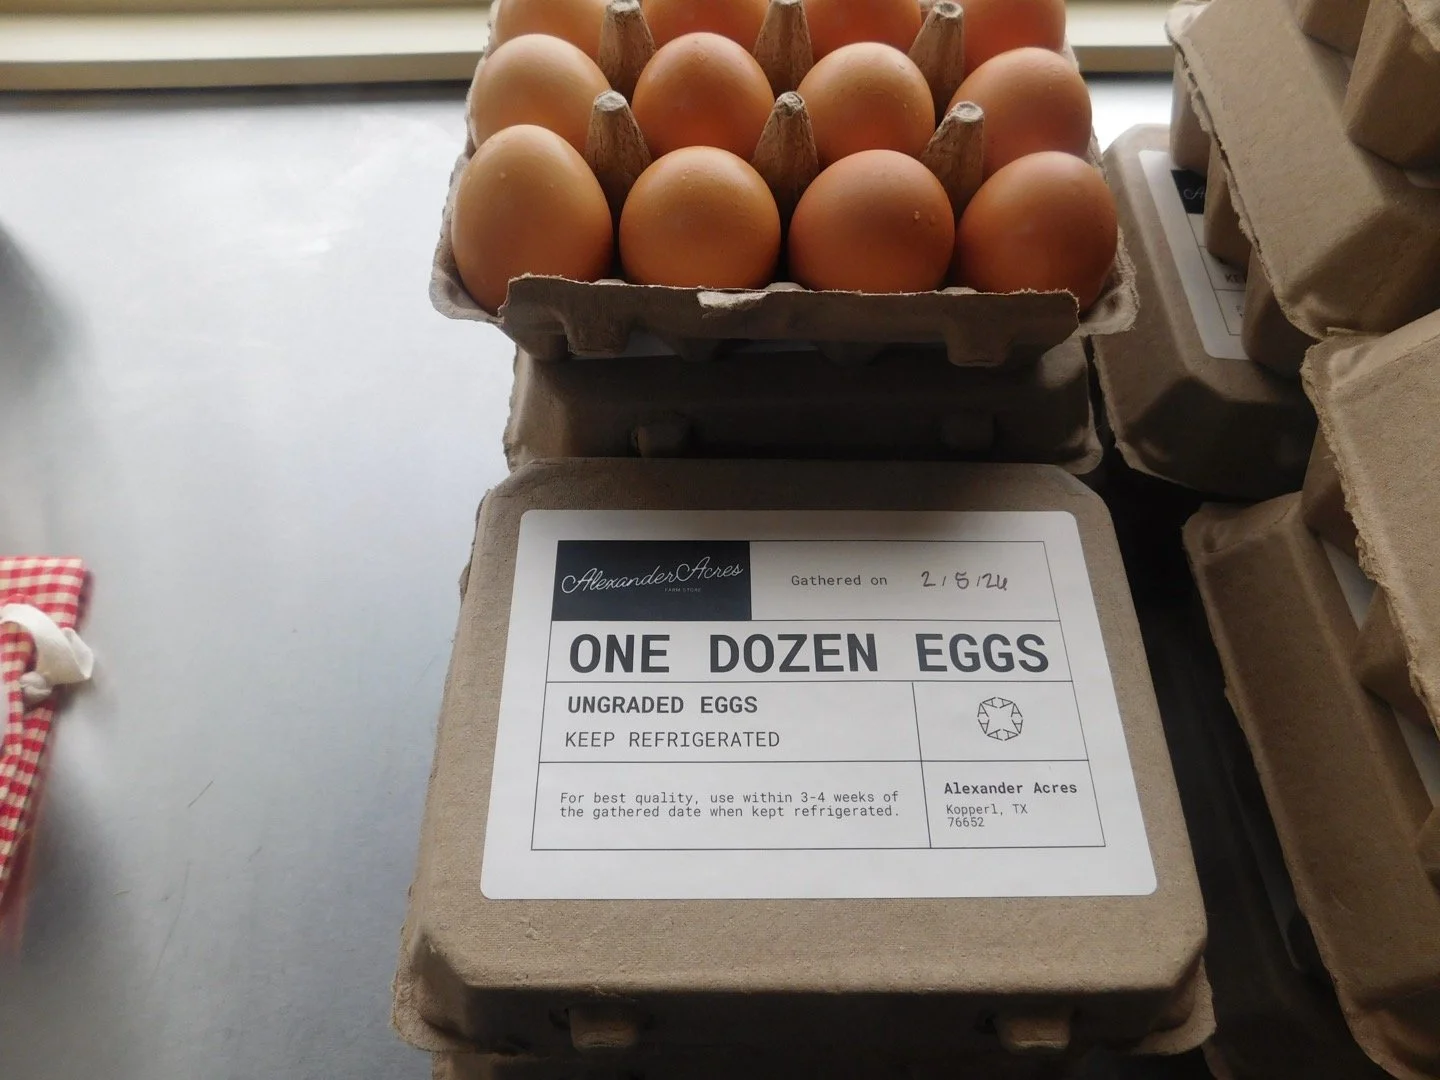 Alexander Acres
FARM STORE
Gathered on 2/5/24
ONE DOZEN EGGS
UNGRADED EGGS
KEEP REFRIGERATED
For best quality, use within 3-4 weeks of
the gathered date when kept refrigerated.
Alexander Acres
Kopperl, TX
76652